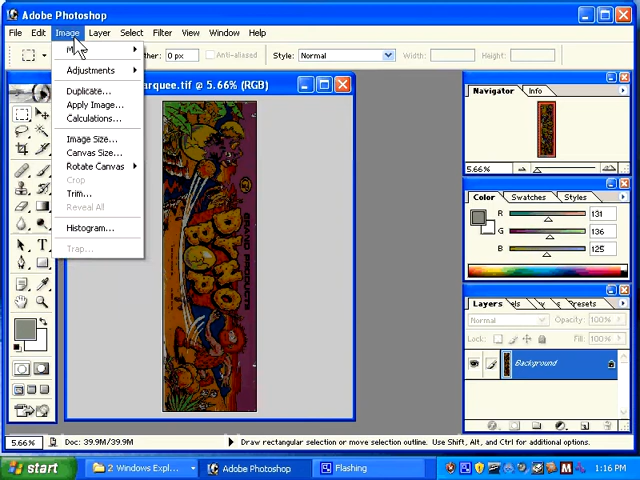 Adobe Photoshop
File Edit Image Layer Select Filter View Window Help
ther: 0 px Anti-aliased Style: Normal Width: Height:
Adjustments
Duplicate...
Apply Image...
Calculations...
Image Size...
Canvas Size...
Rotate Canvas
Crop
Trim...
Reveal All
Histogram...
Trap...
arquee.tif @ 5.66% (RGB)
GRAND PRODUCTS
DYNO
BOP
Navigator Info
5.66%
Color Swatches Styles
R 131
G 136
B 125
Layers els resets
Normal Opacity: 100%
Lock: Fill: 100%
Background
5.66% Doc: 39.9M/39.9M Draw rectangular selection or move selection outline. Use Shift, Alt, and Ctrl for additional options.
start 2 Windows Expl... Adobe Photoshop Flashing 1:16 PM